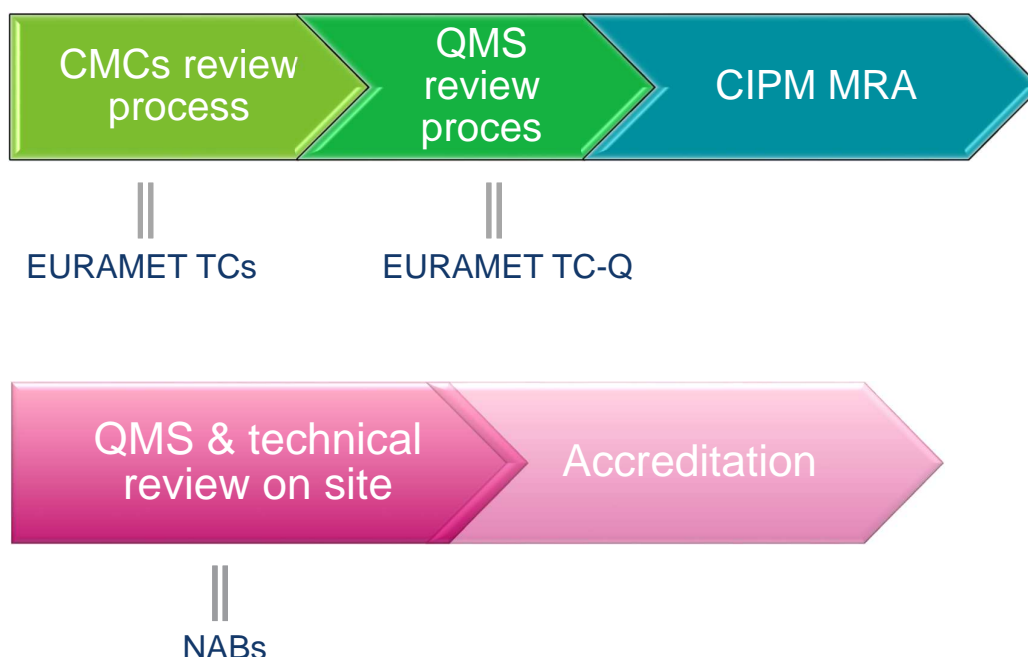 CMCs review
process
QMS
review
proces
CIPM MRA
EURAMET TCs
EURAMET TC-Q
QMS & technical
review on site
Accreditation
NABs